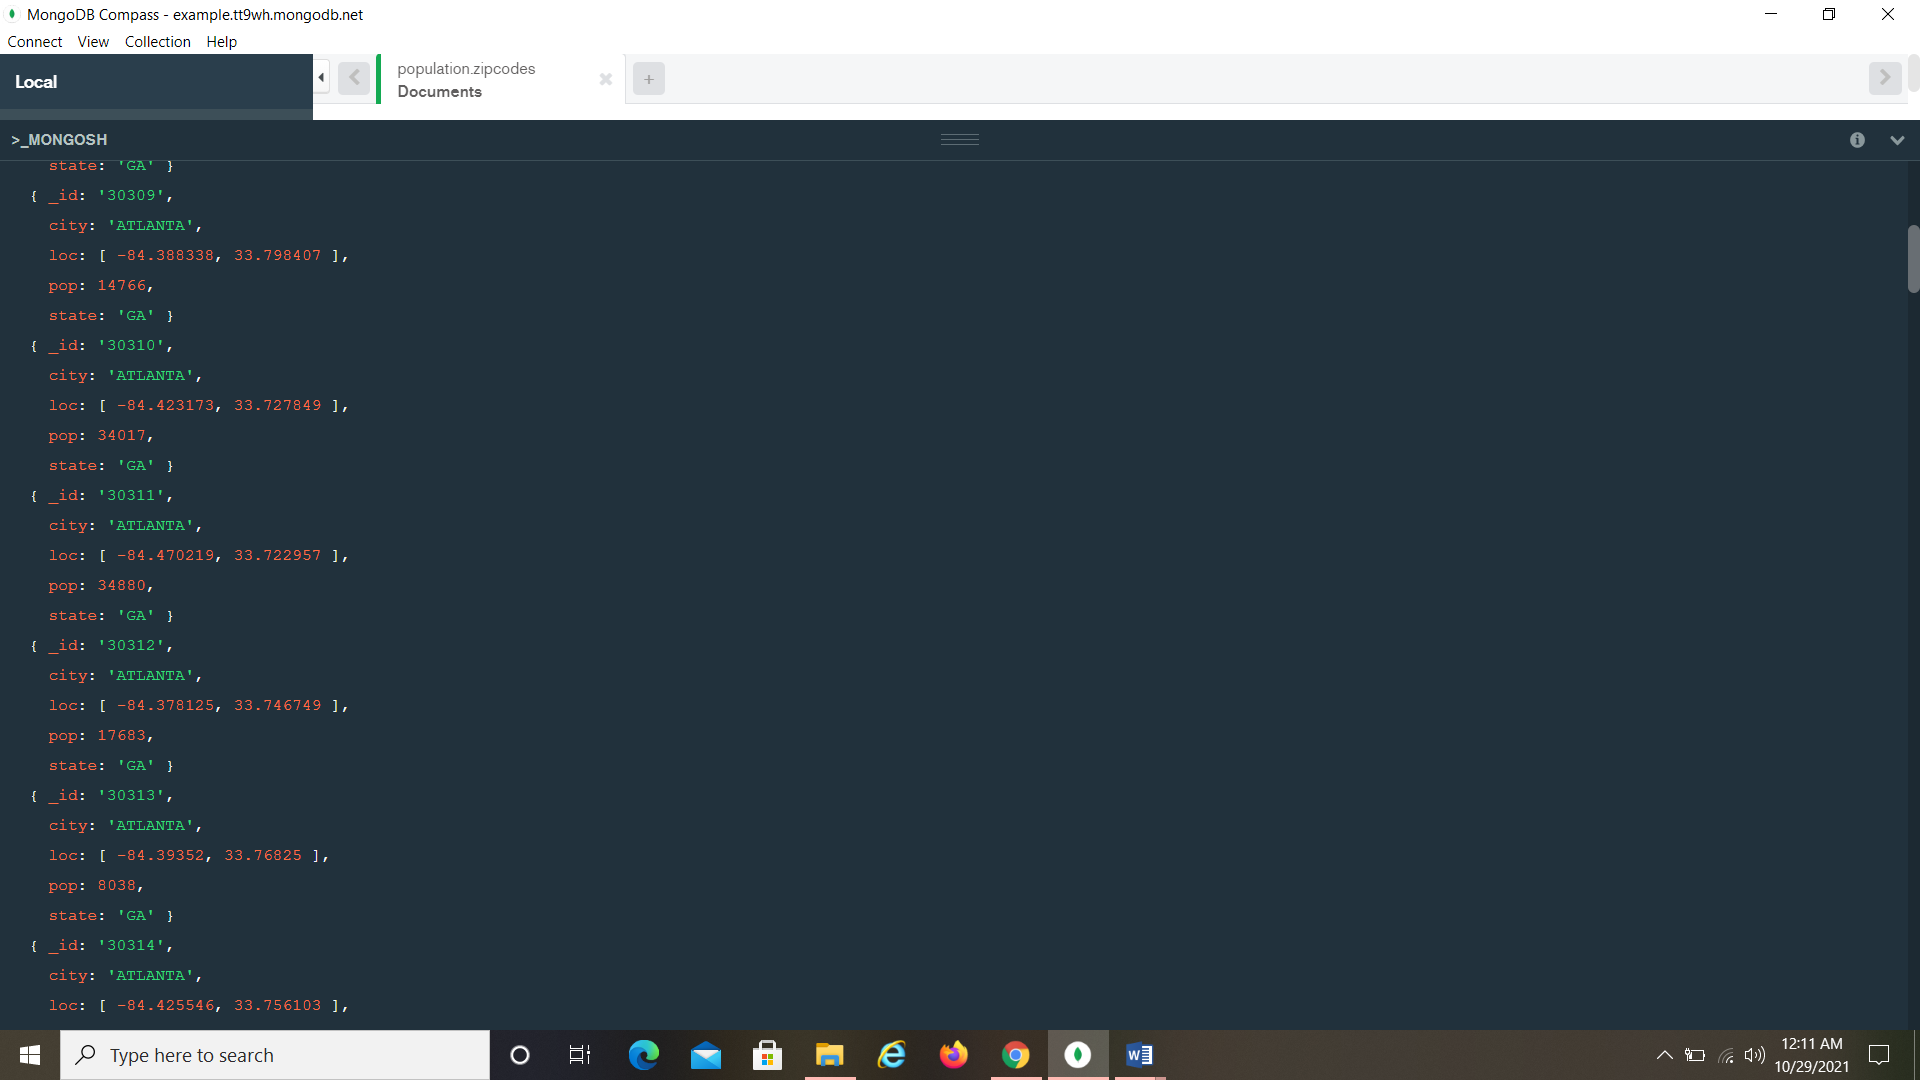 MongoDB Compass - example.tt9wh.mongodb.net
Connect View Collection Help
Local
population.zipcodes
Documents
>_MONGOSH
state: 'GA' }
{ _id: '30309',
city: 'ATLANTA',
loc: [ -84.388338, 33.798407 ],
pop: 14766,
state: 'GA' }
{ _id: '30310',
city: 'ATLANTA',
loc: [ -84.423173, 33.727849 ],
pop: 34017,
state: 'GA' }
{ _id: '30311',
city: 'ATLANTA',
loc: [ -84.470219, 33.722957 ],
pop: 34880,
state: 'GA' }
{ _id: '30312',
city: 'ATLANTA',
loc: [ -84.378125, 33.746749 ],
pop: 17683,
state: 'GA' }
{ _id: '30313',
city: 'ATLANTA',
loc: [ -84.39352, 33.76825 ],
pop: 8038,
state: 'GA' }
{ _id: '30314',
city: 'ATLANTA',
loc: [ -84.425546, 33.756103 ],
Type here to search
12:11 AM
10/29/2021